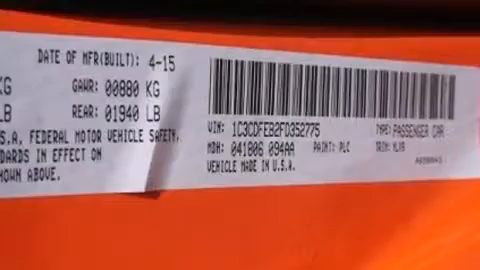 DATE OF MFR(BUILT): 4-15
KG GAWR: 00880 KG
LB REAR: 01940 LB
S.A. FEDERAL MOTOR VEHICLE SAFETY
DARDS IN EFFECT ON
HOWN ABOVE.
VIN: 1C3CDFEB2FD352775 TYPE: PASSENGER CAR
MDH: 041806 094AA PAINT: PLC TRIM:
VEHICLE MADE IN U.S.A.